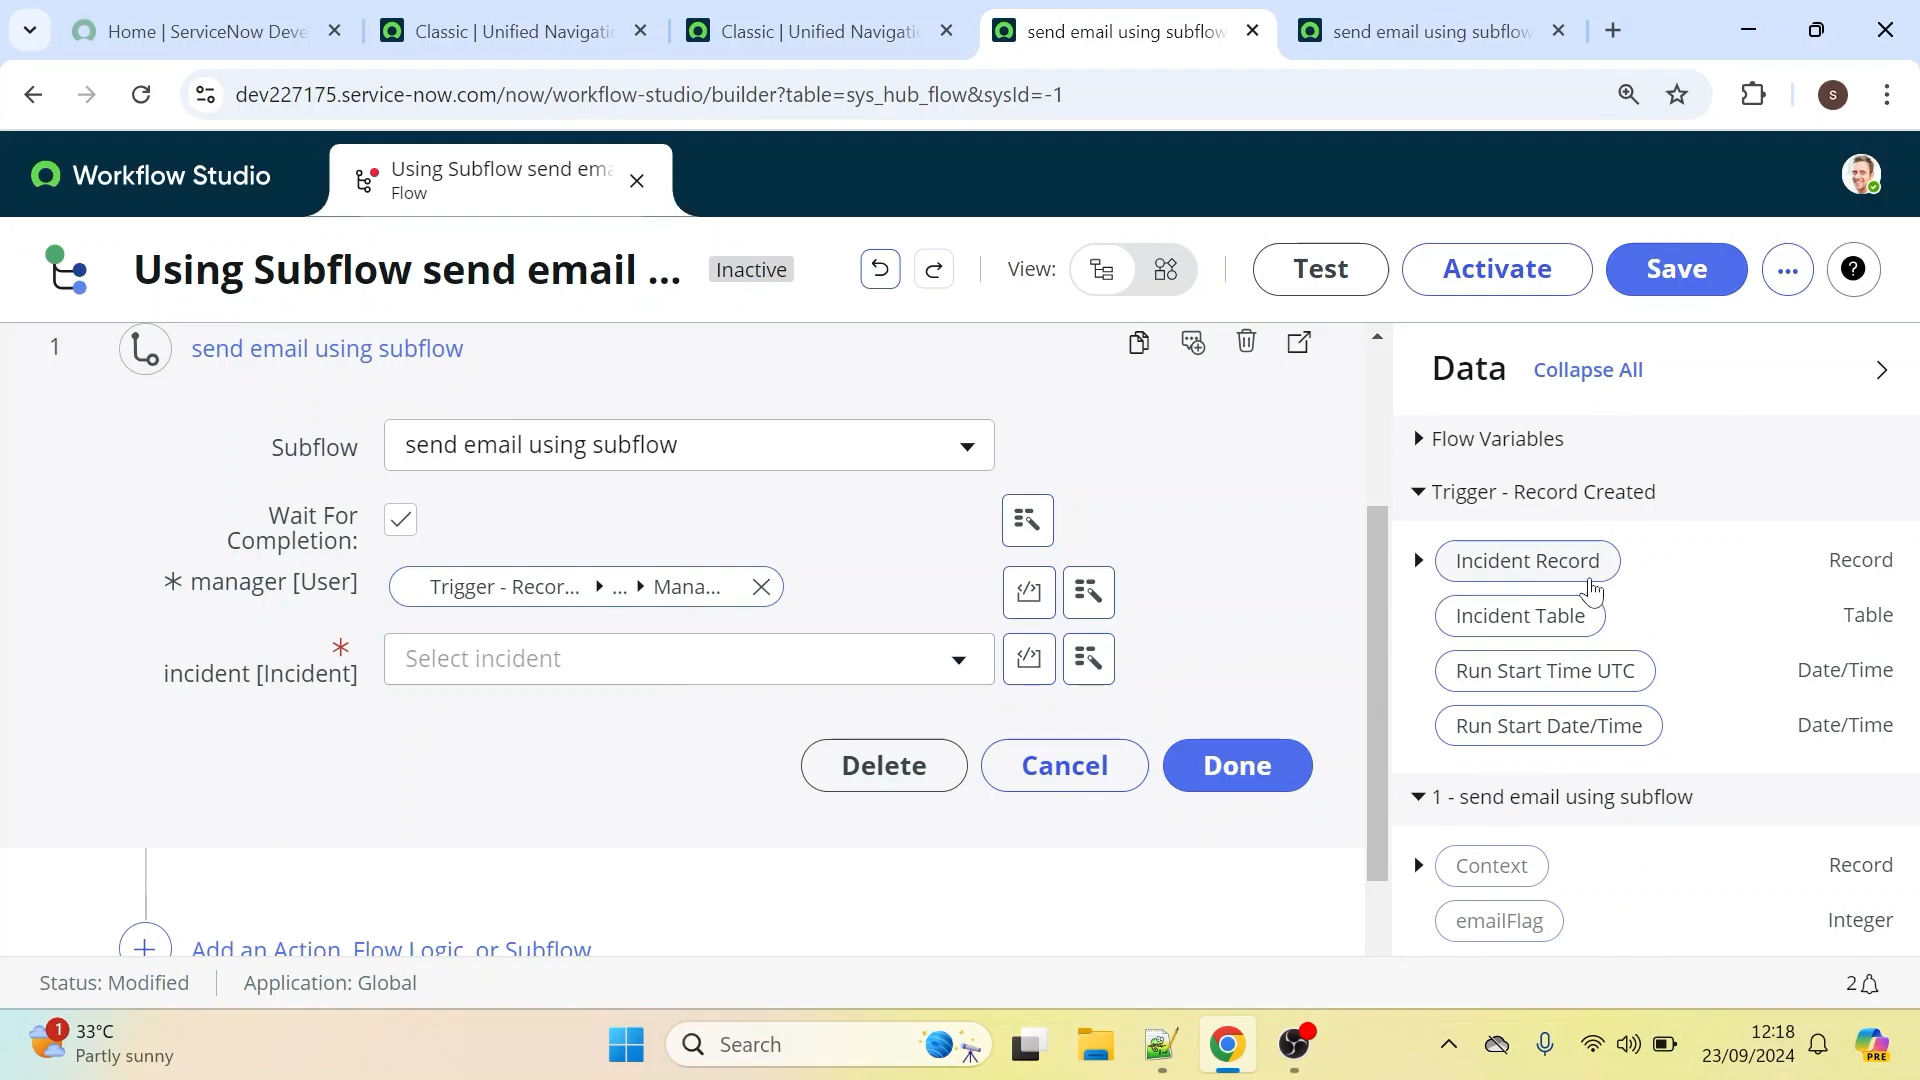 Home | ServiceNow Deve
Classic | Unified Navigati
Classic | Unified Navigati
send email using subflow
send email using subflow
dev227175.service-now.com/now/workflow-studio/builder?table=sys_hub_flow&sysId=-1
s
Workflow Studio
Using Subflow send ema
Flow
Using Subflow send email ...
Inactive
View:
Test
Activate
Save
...
?
1
send email using subflow
Data
Collapse All
Flow Variables
Subflow
send email using subflow
Trigger - Record Created
Wait For
Completion:
Incident Record
Record
* manager [User]
Trigger - Recor... ... Mana...
Incident Table
Table
*
incident [Incident]
Select incident
Run Start Time UTC
Date/Time
Run Start Date/Time
Date/Time
Delete
Cancel
Done
1 - send email using subflow
Context
Record
emailFlag
Integer
Add an Action, Flow Logic, or Subflow
Status: Modified
Application: Global
2
1
33°C
Partly sunny
Search
12:18
23/09/2024
PRE